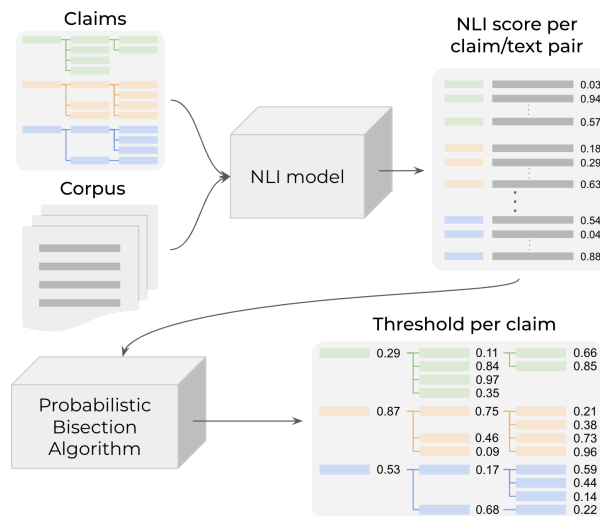 Claims
NLI score per
claim/text pair
0.03
0.94
0.57
0.18
0.29
0.63
0.54
0.04
0.88
NLI model
Corpus
Threshold per claim
0.29 0.11 0.66
0.84 0.85
0.97
0.35
0.87 0.75 0.21
0.38
0.46 0.73
0.09 0.96
0.53 0.17 0.59
0.44
0.14
0.68 0.22
Probabilistic
Bisection
Algorithm